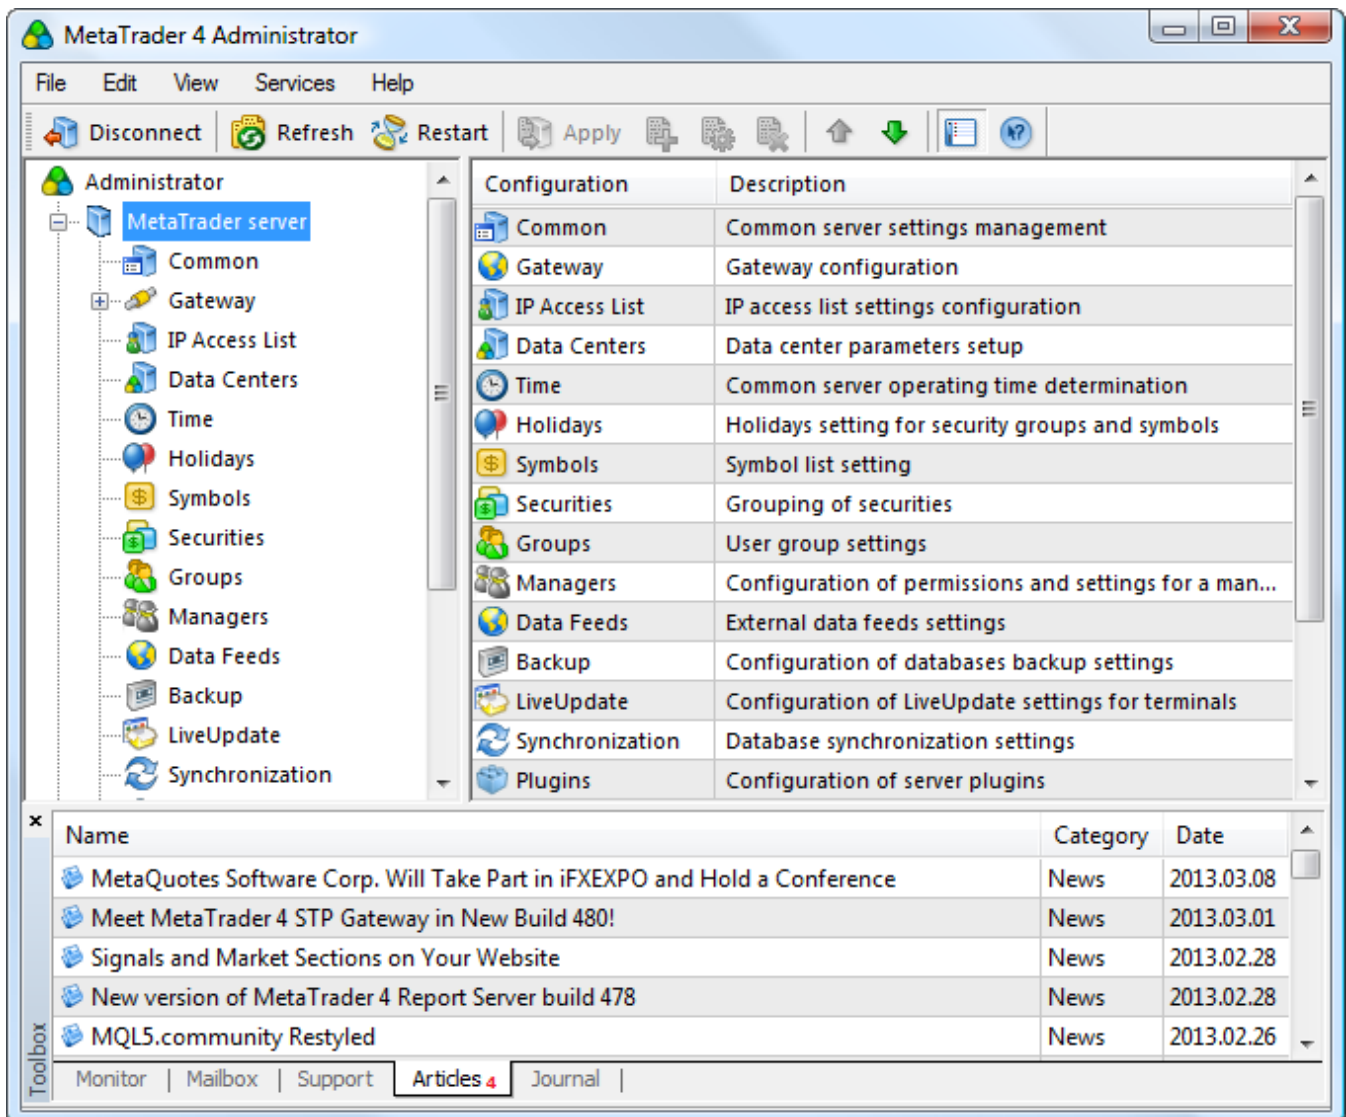 MetaTrader 4 Administrator
File Edit View Services Help
Disconnect Refresh Restart Apply
Administrator
MetaTrader server
Common
Gateway
IP Access List
Data Centers
Time
Holidays
Symbols
Securities
Groups
Managers
Data Feeds
Backup
LiveUpdate
Synchronization
Configuration Description
Common Common server settings management
Gateway Gateway configuration
IP Access List IP access list settings configuration
Data Centers Data center parameters setup
Time Common server operating time determination
Holidays Holidays setting for security groups and symbols
Symbols Symbol list setting
Securities Grouping of securities
Groups User group settings
Managers Configuration of permissions and settings for a man...
Data Feeds External data feeds settings
Backup Configuration of databases backup settings
LiveUpdate Configuration of LiveUpdate settings for terminals
Synchronization Database synchronization settings
Plugins Configuration of server plugins
Name Category Date
MetaQuotes Software Corp. Will Take Part in iFXEXPO and Hold a Conference News 2013.03.08
Meet MetaTrader 4 STP Gateway in New Build 480! News 2013.03.01
Signals and Market Sections on Your Website News 2013.02.28
New version of MetaTrader 4 Report Server build 478 News 2013.02.28
MQL5.community Restyled News 2013.02.26
Toolbox
Monitor | Mailbox | Support Articles 4 Journal |